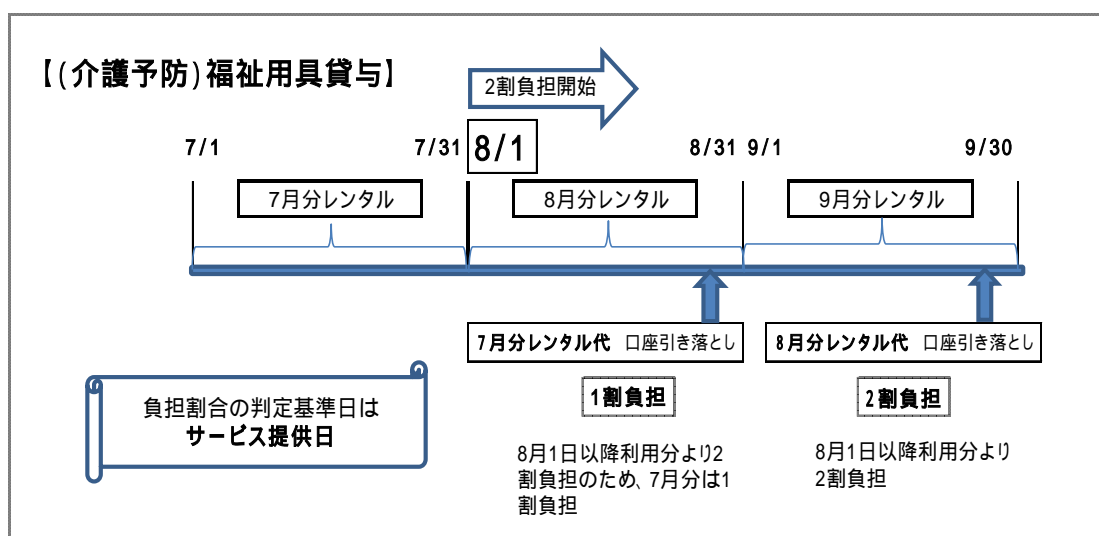 【(介護予防)福祉用具貸与】
2割負担開始
7/1
7/31
8/1
8/31
9/1
9/30
7月分レンタル
8月分レンタル
9月分レンタル
7月分レンタル代 口座引き落とし
8月分レンタル代 口座引き落とし
1割負担
2割負担
負担割合の判定基準日は
サービス提供日
8月1日以降利用分より2
割負担のため、7月分は1
割負担
8月1日以降利用分より
2割負担